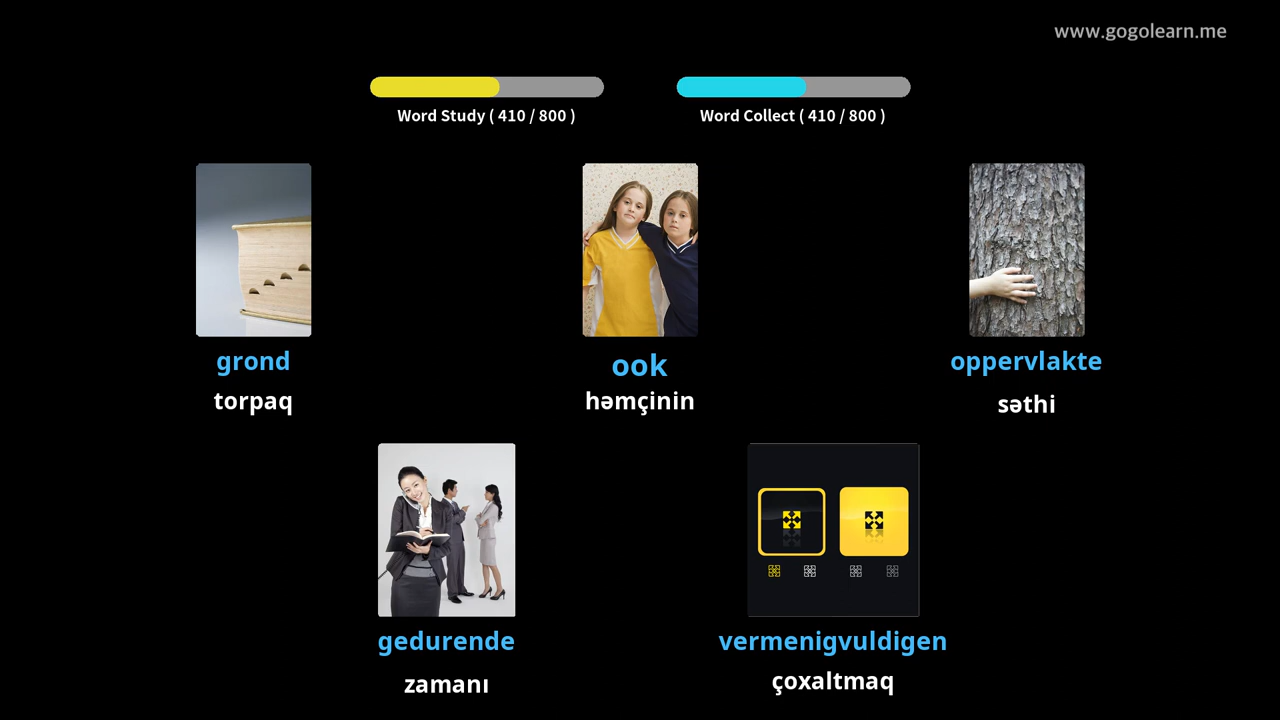 www.gogolearn.me
Word Study ( 410 / 800 )
Word Collect ( 410 / 800 )
grond
torpaq
ook
həmçinin
oppervlakte
səthi
gedurende
zamanı
vermenigvuldigen
çoxaltmaq